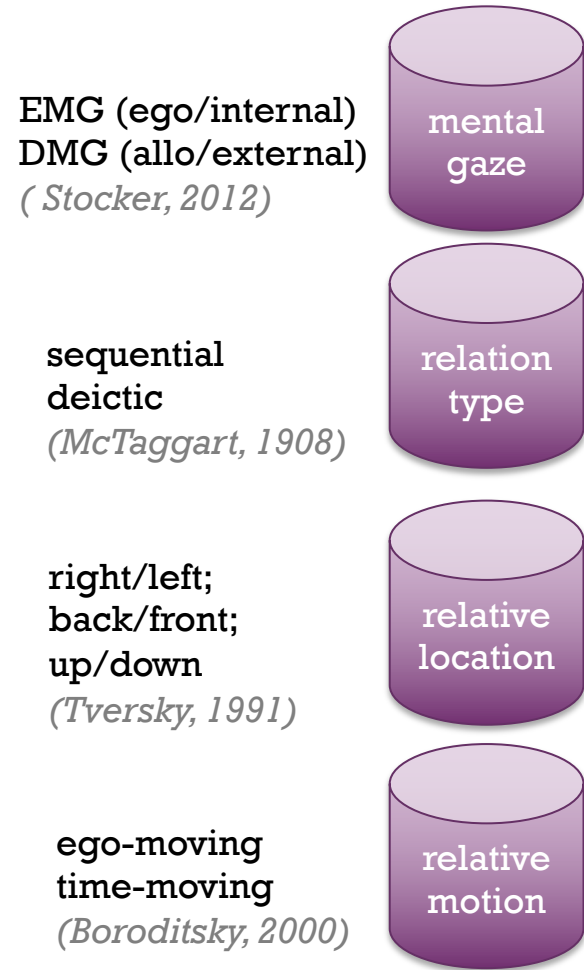 EMG (ego/internal)
DMG (allo/external)
( Stocker, 2012)
mental
gaze
sequential
deictic
(McTaggart, 1908)
relation
type
right/left;
back/front;
up/down
(Tversky, 1991)
relative
location
ego-moving
time-moving
(Boroditsky, 2000)
relative
motion